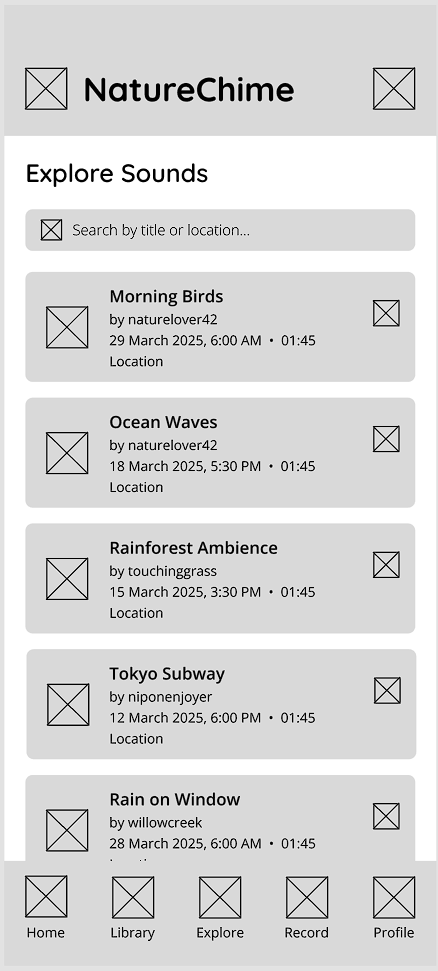 NatureChime
Explore Sounds
Search by title or location...
Morning Birds
by naturelover42
29 March 2025, 6:00 AM • 01:45
Location
Ocean Waves
by naturelover42
18 March 2025, 5:30 PM • 01:45
Location
Rainforest Ambience
by touchinggrass
15 March 2025, 3:30 PM • 01:45
Location
Tokyo Subway
by niponenjoyer
12 March 2025, 6:00 PM • 01:45
Location
Rain on Window
by willowcreek
28 March 2025, 6:00 AM • 01:45
Home Library Explore Record Profile